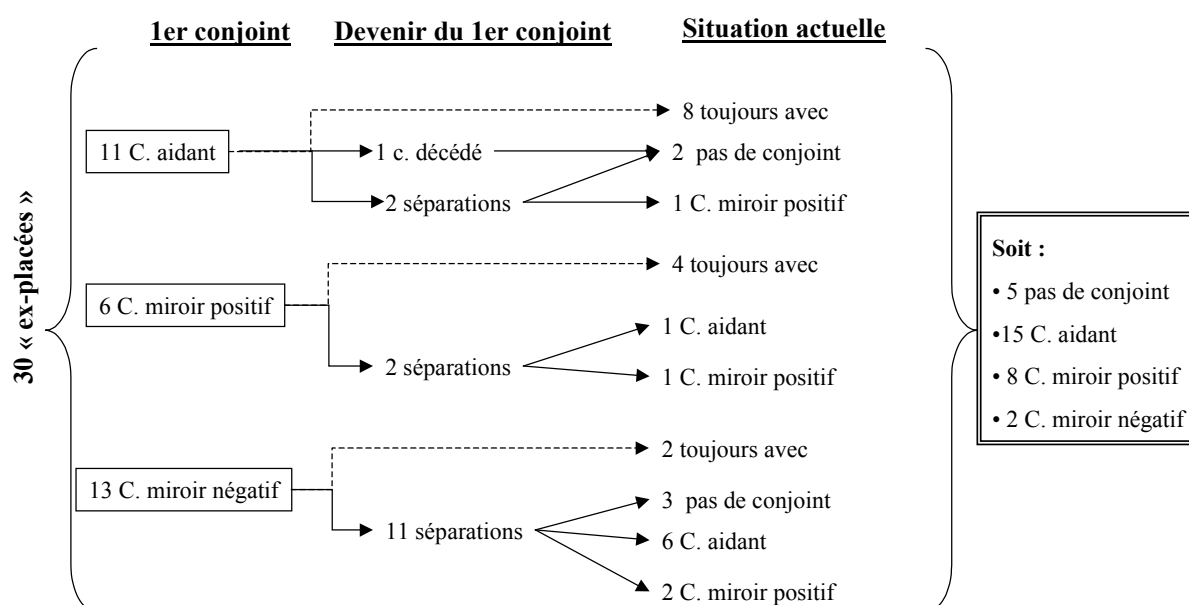 1er conjoint Devenir du 1er conjoint Situation actuelle
30 « ex-placées »
8 toujours avec
11 C. aidant 1 c. décédé 2 pas de conjoint
2 séparations 1 C. miroir positif
4 toujours avec
6 C. miroir positif
1 C. aidant
2 séparations
1 C. miroir positif
2 toujours avec
13 C. miroir négatif
3 pas de conjoint
11 séparations
6 C. aidant
2 C. miroir positif
Soit :
• 5 pas de conjoint
•15 C. aidant
• 8 C. miroir positif
• 2 C. miroir négatif